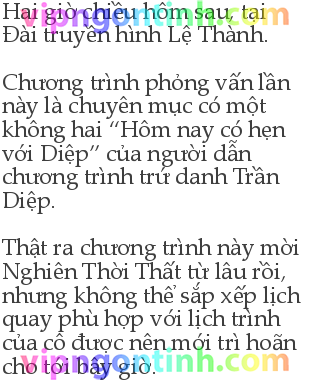 Hai giờ chiều hôm sau, tại
Đài truyền hình Lệ Thành.
vipngontinh.com
Chương trình phỏng vấn lần
này là chuyên mục có một
không hai “Hôm nay có hẹn
với Diệp” của người dẫn
chương trình trứ danh Trần
Diệp.
Thật ra chương trình này mời
Nghiên Thời Thất từ lâu rồi,
nhưng không thể sắp xếp lịch
quay phù hợp với lịch trình
của cô được nên mới trì hoãn
cho tới bây giờ.
vipngontinh.com